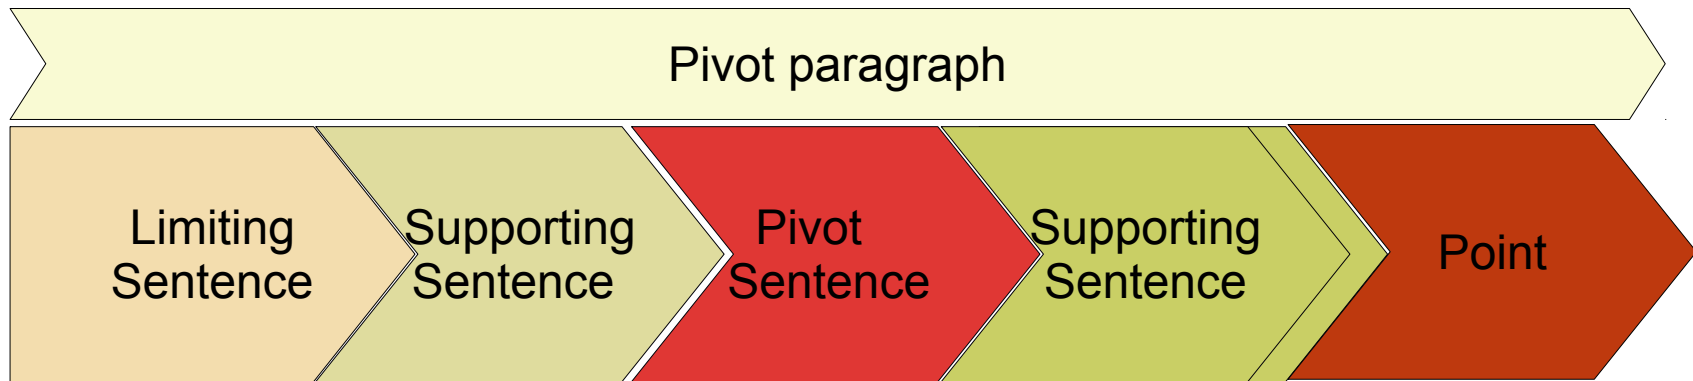 Pivot paragraph
Limiting
Sentence
Supporting
Sentence
Pivot
Sentence
Supporting
Sentence
Point